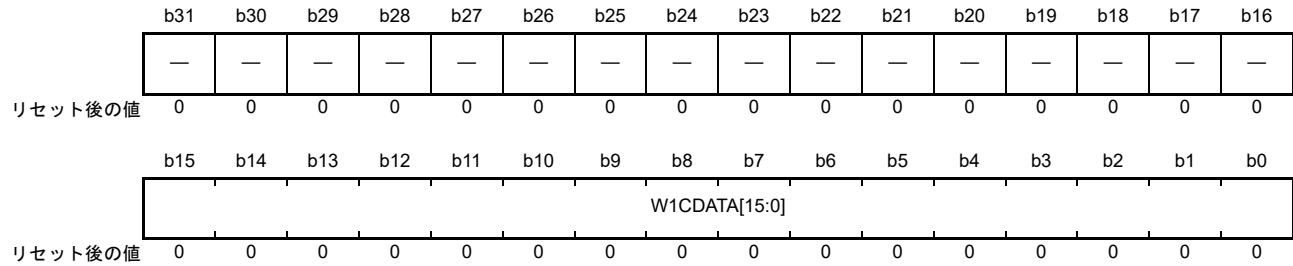 b31 b30 b29 b28 b27 b26 b25 b24 b23 b22 b21 b20 b19 b18 b17 b16
— — — — — — — — — — — — — — — —
リセット後の値 0 0 0 0 0 0 0 0 0 0 0 0 0 0 0 0
b15 b14 b13 b12 b11 b10 b9 b8 b7 b6 b5 b4 b3 b2 b1 b0
W1CDATA[15:0]
リセット後の値 0 0 0 0 0 0 0 0 0 0 0 0 0 0 0 0